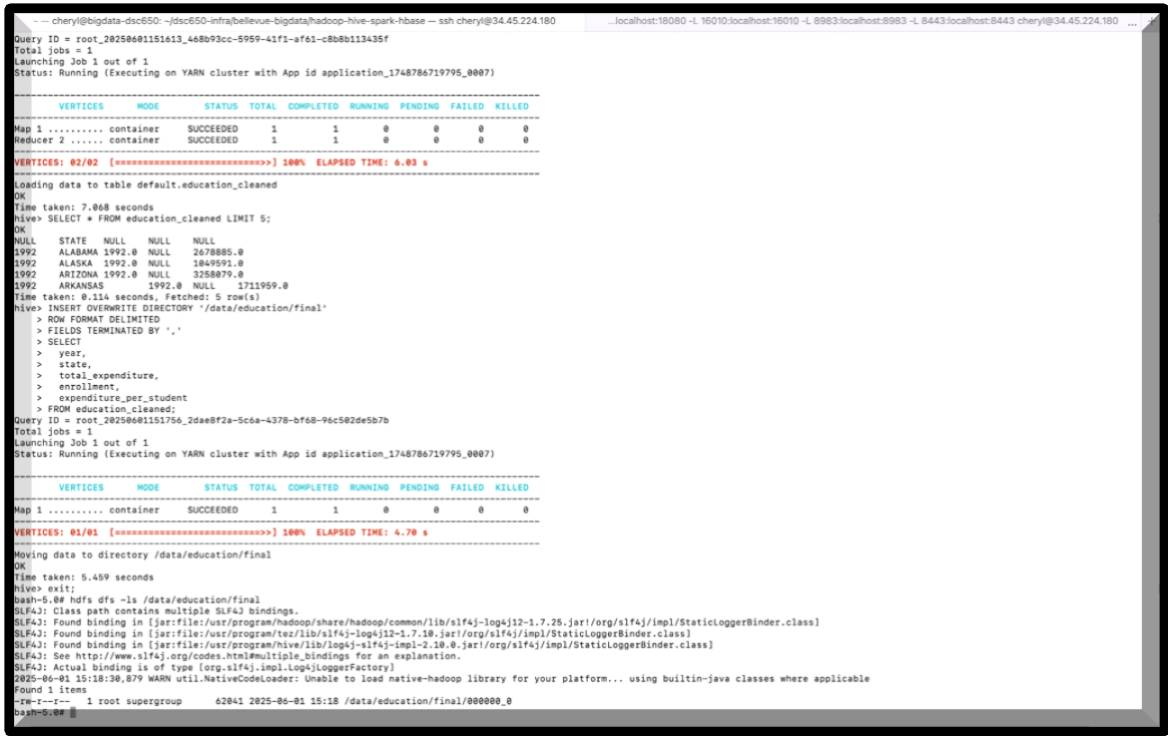 — cheryl@bigdata-dsc650: ~/dsc650-infra/bellevue-bigdata/hadoop-hive-spark-hbase — ssh cheryl@34.45.224.180
...localhost:18080 -L 16010:localhost:16010 -L 8983:localhost:8983 -L 8443:localhost:8443 cheryl@34.45.224.180 ... +
Query ID = root_20250601151613_468b93cc-5959-41f1-af61-c8b8b113435f
Total jobs = 1
Launching Job 1 out of 1
Status: Running (Executing on YARN cluster with App id application_1748786719795_0007)
----------------------------------------------------------------------------------------------
VERTICES MODE STATUS TOTAL COMPLETED RUNNING PENDING FAILED KILLED
----------------------------------------------------------------------------------------------
Map 1 .......... container SUCCEEDED 1 1 0 0 0 0
Reducer 2 ...... container SUCCEEDED 1 1 0 0 0 0
----------------------------------------------------------------------------------------------
VERTICES: 02/02 [==========================>>] 100% ELAPSED TIME: 6.03 s
----------------------------------------------------------------------------------------------
Loading data to table default.education_cleaned
OK
Time taken: 7.068 seconds
hive> SELECT * FROM education_cleaned LIMIT 5;
OK
NULL STATE NULL NULL NULL
1992 ALABAMA 1992.0 NULL 2678885.0
1992 ALASKA 1992.0 NULL 1049591.0
1992 ARIZONA 1992.0 NULL 3258079.0
1992 ARKANSAS 1992.0 NULL 1711959.0
Time taken: 0.114 seconds, Fetched: 5 row(s)
hive> INSERT OVERWRITE DIRECTORY '/data/education/final'
> ROW FORMAT DELIMITED
> FIELDS TERMINATED BY ','
> SELECT
> year,
> state,
> total_expenditure,
> enrollment,
> expenditure_per_student
> FROM education_cleaned;
Query ID = root_20250601151756_2dae8f2a-5c6a-4378-bf68-96c502de5b7b
Total jobs = 1
Launching Job 1 out of 1
Status: Running (Executing on YARN cluster with App id application_1748786719795_0007)
----------------------------------------------------------------------------------------------
VERTICES MODE STATUS TOTAL COMPLETED RUNNING PENDING FAILED KILLED
----------------------------------------------------------------------------------------------
Map 1 .......... container SUCCEEDED 1 1 0 0 0 0
----------------------------------------------------------------------------------------------
VERTICES: 01/01 [==========================>>] 100% ELAPSED TIME: 4.70 s
----------------------------------------------------------------------------------------------
Moving data to directory /data/education/final
OK
Time taken: 5.459 seconds
hive> exit;
bash-5.0# hdfs dfs -ls /data/education/final
SLF4J: Class path contains multiple SLF4J bindings.
SLF4J: Found binding in [jar:file:/usr/program/hadoop/share/hadoop/common/lib/slf4j-log4j12-1.7.25.jar!/org/slf4j/impl/StaticLoggerBinder.class]
SLF4J: Found binding in [jar:file:/usr/program/tez/lib/slf4j-log4j12-1.7.10.jar!/org/slf4j/impl/StaticLoggerBinder.class]
SLF4J: Found binding in [jar:file:/usr/program/hive/lib/log4j-slf4j-impl-2.10.0.jar!/org/slf4j/impl/StaticLoggerBinder.class]
SLF4J: See http://www.slf4j.org/codes.html#multiple_bindings for an explanation.
SLF4J: Actual binding is of type [org.slf4j.impl.Log4jLoggerFactory]
2025-06-01 15:18:30,879 WARN util.NativeCodeLoader: Unable to load native-hadoop library for your platform... using builtin-java classes where applicable
Found 1 items
-rw-r--r-- 1 root supergroup 62041 2025-06-01 15:18 /data/education/final/000000_0
bash-5.0#